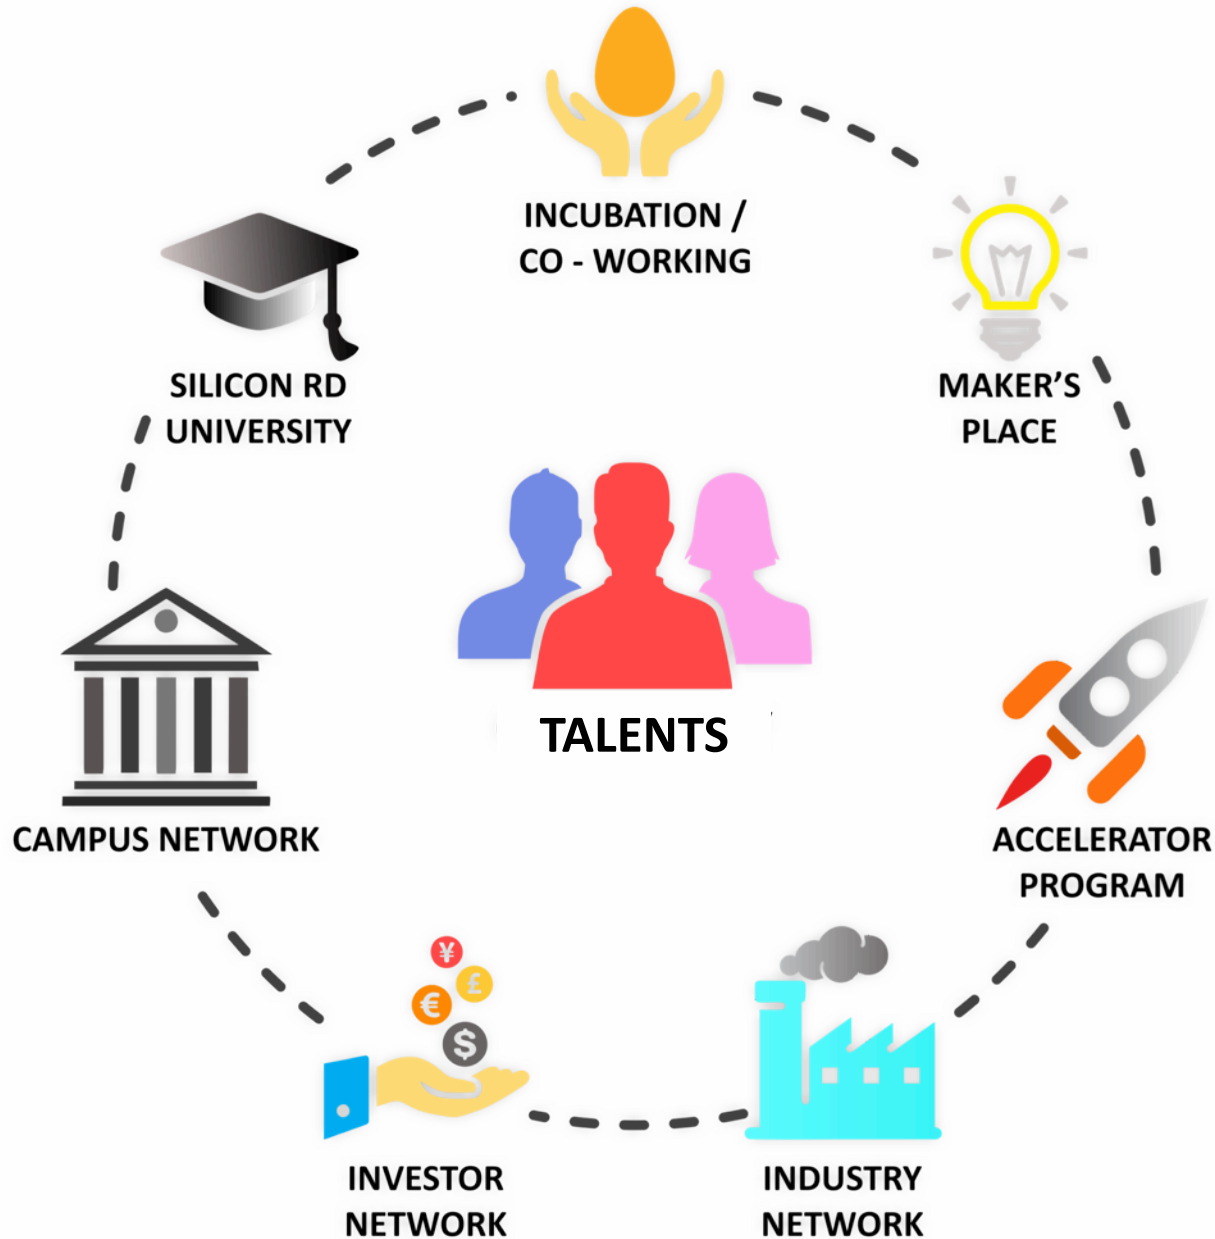 INCUBATION /
CO - WORKING
SILICON RD
UNIVERSITY
MAKER'S
PLACE
TALENTS
CAMPUS NETWORK
ACCELERATOR
PROGRAM
¥
£
€
$
INVESTOR
NETWORK
INDUSTRY
NETWORK